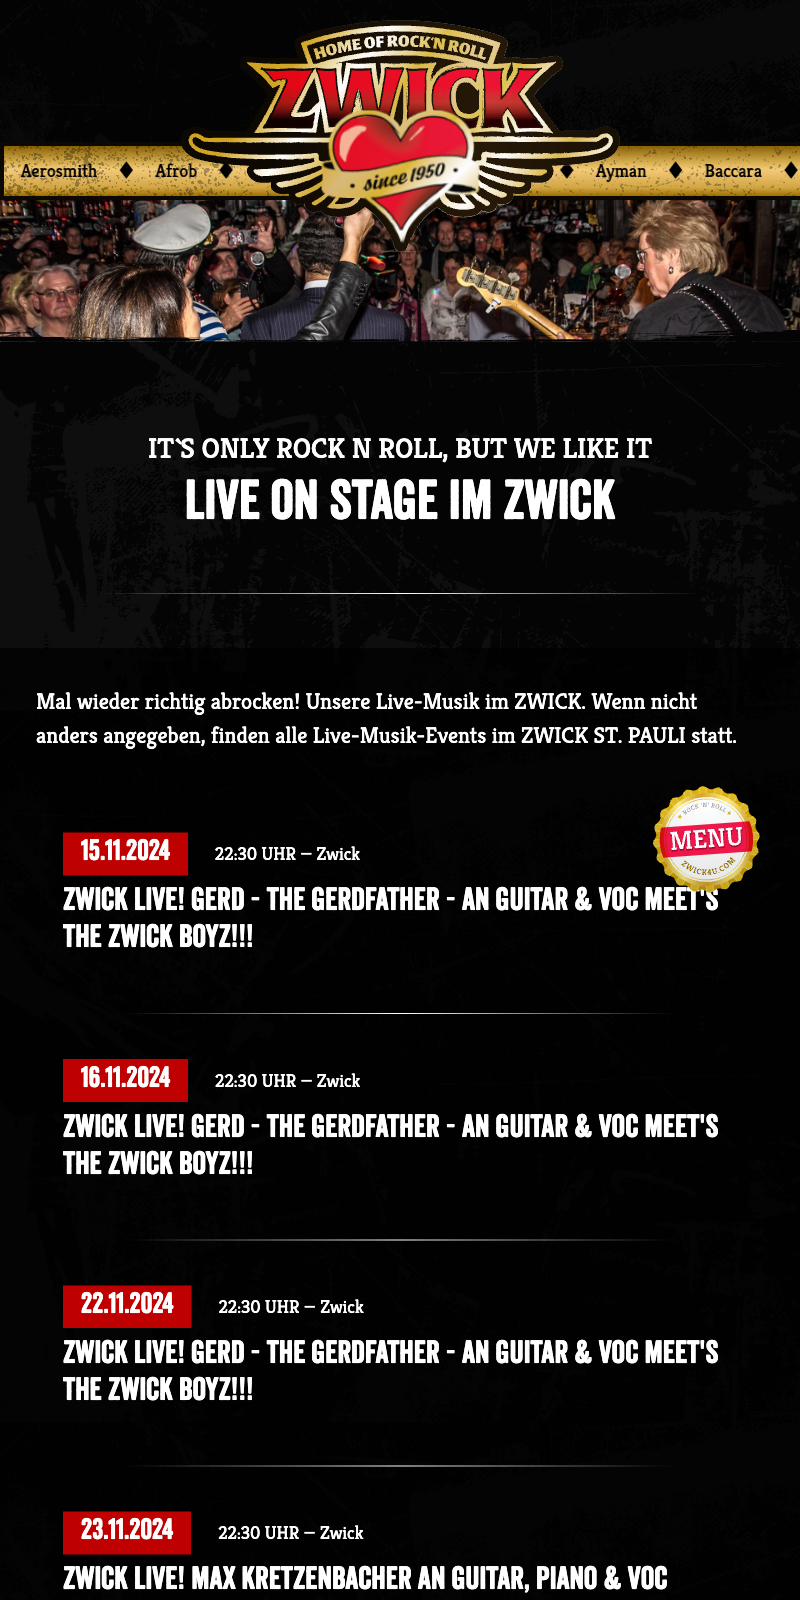 HOME OF ROCK'N ROLL
ZWICK
since 1950
Aerosmith ♦ Afrob ♦ ♦ Ayman ♦ Baccara ♦
IT`S ONLY ROCK N ROLL, BUT WE LIKE IT
LIVE ON STAGE IM ZWICK
Mal wieder richtig abrocken! Unsere Live-Musik im ZWICK. Wenn nicht
anders angegeben, finden alle Live-Musik-Events im ZWICK ST. PAULI statt.
ROCK 'N' ROLL
MENU
ZWICK4U.COM
15.11.2024 22:30 UHR – Zwick
ZWICK LIVE! GERD - THE GERDFATHER - AN GUITAR & VOC MEET'S
THE ZWICK BOYZ!!!
16.11.2024 22:30 UHR – Zwick
ZWICK LIVE! GERD - THE GERDFATHER - AN GUITAR & VOC MEET'S
THE ZWICK BOYZ!!!
22.11.2024 22:30 UHR – Zwick
ZWICK LIVE! GERD - THE GERDFATHER - AN GUITAR & VOC MEET'S
THE ZWICK BOYZ!!!
23.11.2024 22:30 UHR – Zwick
ZWICK LIVE! MAX KRETZENBACHER AN GUITAR, PIANO & VOC